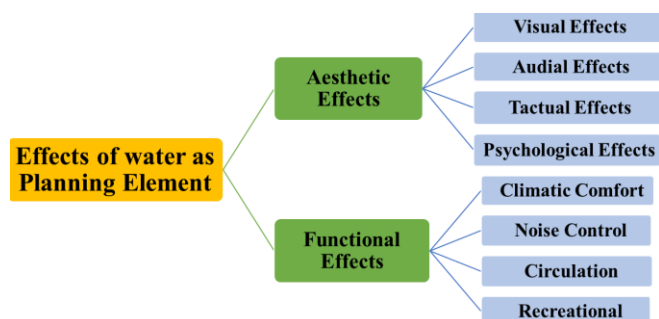 Effects of water as
Planning Element
Aesthetic
Effects
Visual Effects
Audial Effects
Tactual Effects
Psychological Effects
Functional
Effects
Climatic Comfort
Noise Control
Circulation
Recreational